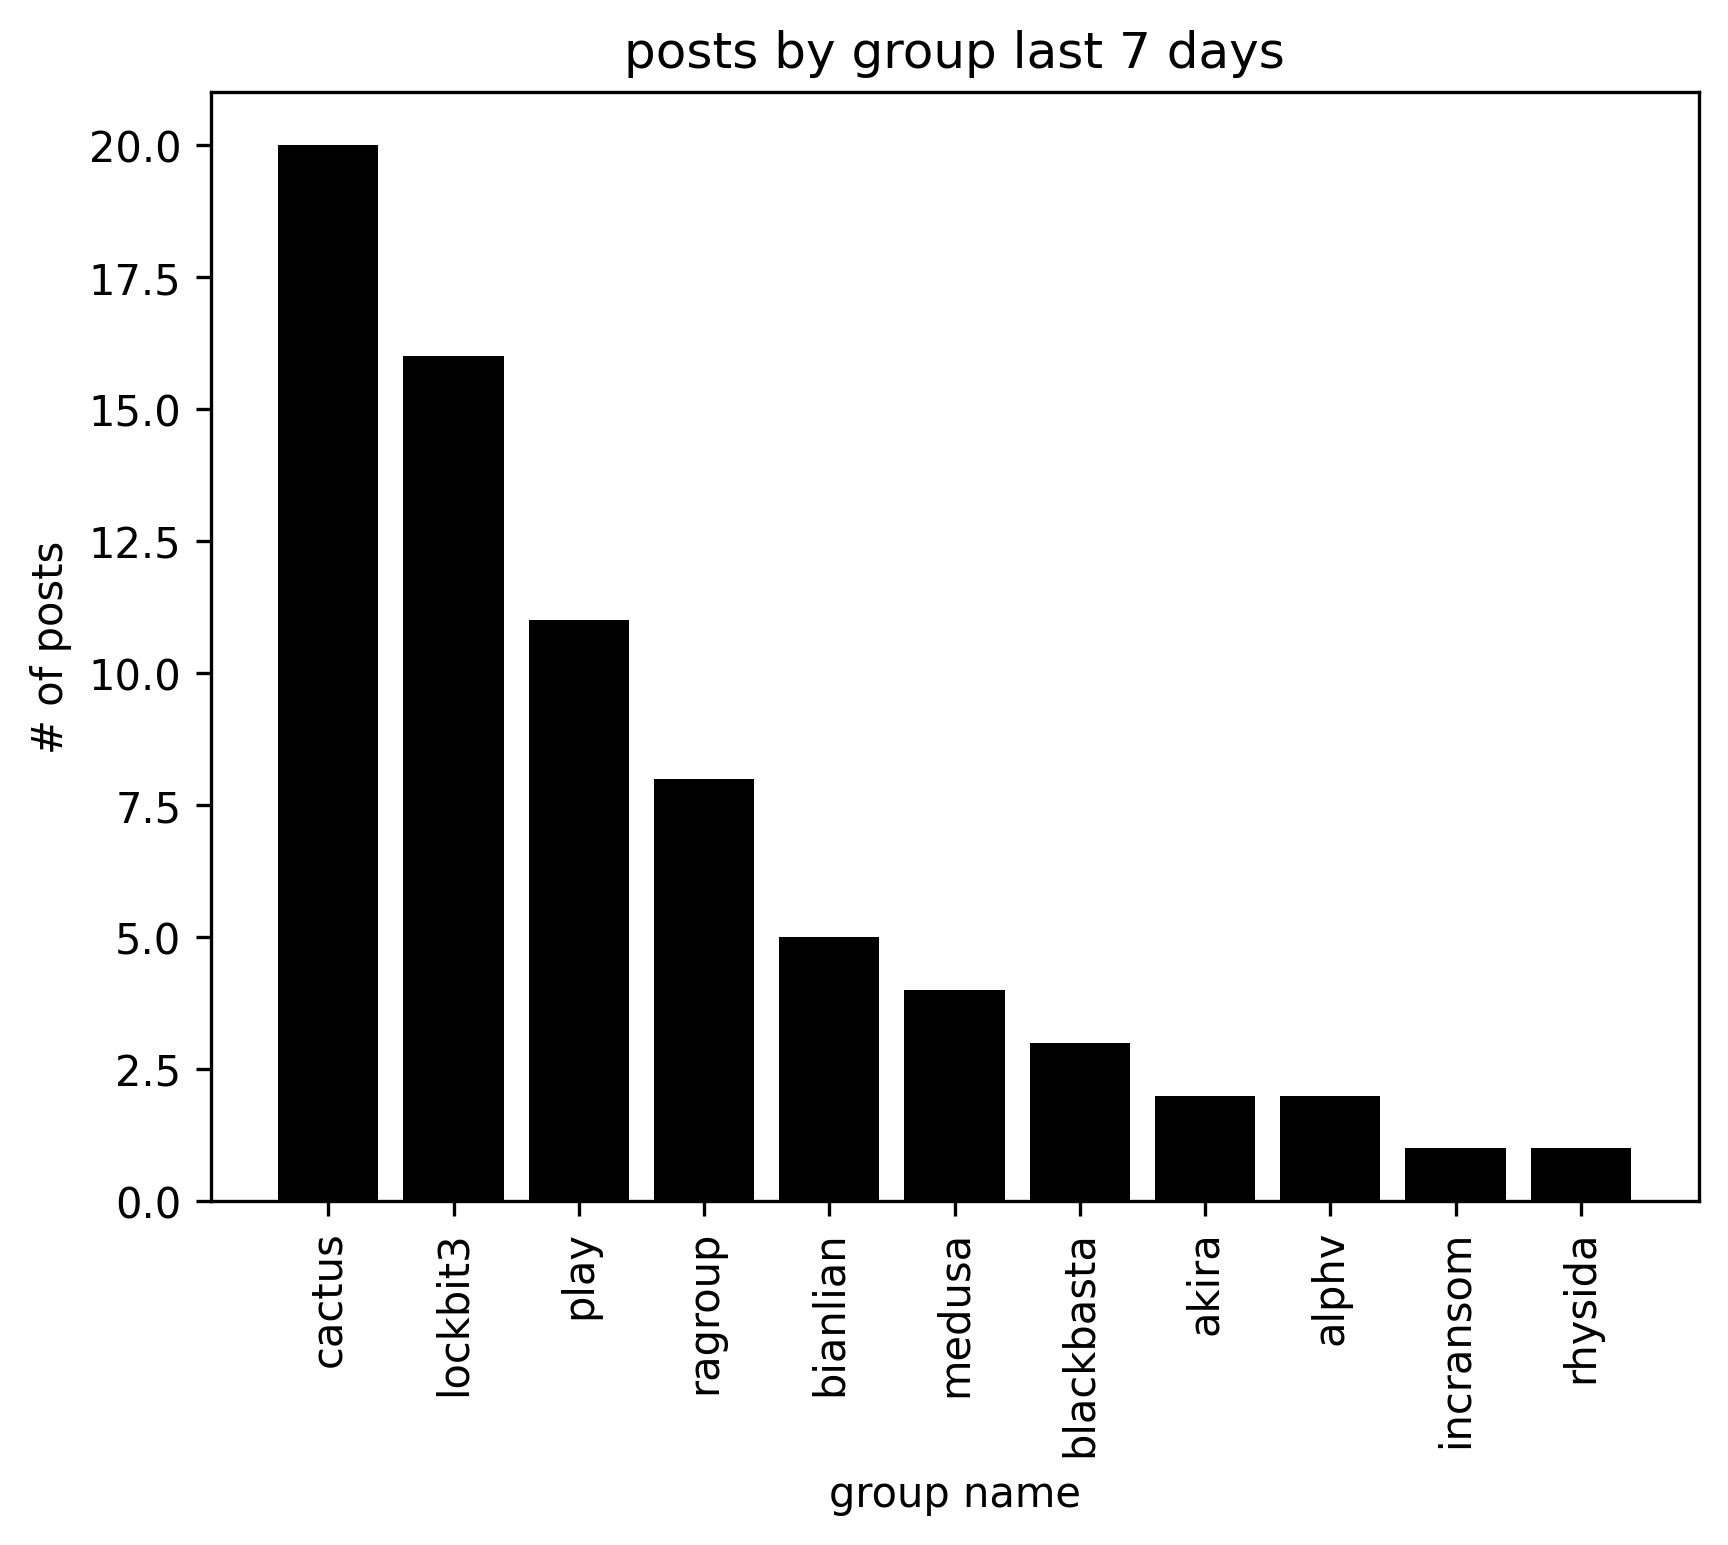 posts by group last 7 days
# of posts
20.0
17.5
15.0
12.5
10.0
7.5
5.0
2.5
0.0
cactus
lockbit3
play
ragroup
bianlian
medusa
blackbasta
akira
alphv
incransom
rhysida
group name